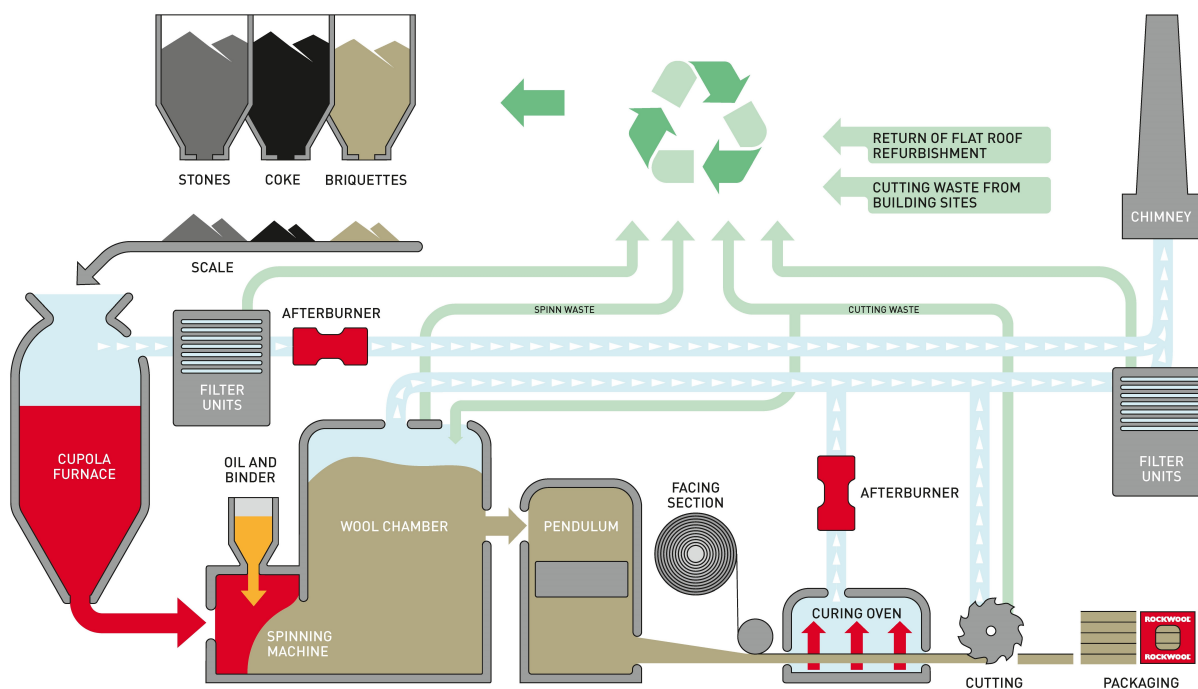 STONES
COKE
BRIQUETTES
RETURN OF FLAT ROOF
REFURBISHMENT
CUTTING WASTE FROM
BUILDING SITES
CHIMNEY
SCALE
AFTERBURNER
SPINN WASTE
CUTTING WASTE
FILTER
UNITS
CUPOLA
FURNACE
OIL AND
BINDER
FILTER
UNITS
FACING
SECTION
AFTERBURNER
WOOL CHAMBER
PENDULUM
CURING OVEN
SPINNING
MACHINE
ROCKWOOL
ROCKWOOL
CUTTING
PACKAGING